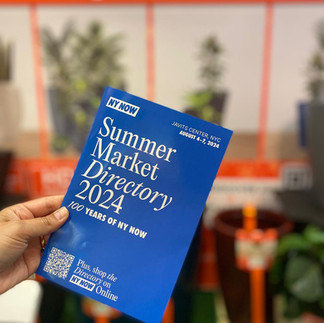 NY NOW
JAVITS CENTER, NYC
AUGUST 4-7, 2024
Summer
Market
Directory
2024
100 YEARS OF NY NOW
Plus, shop the
Directory on
NY NOW Online